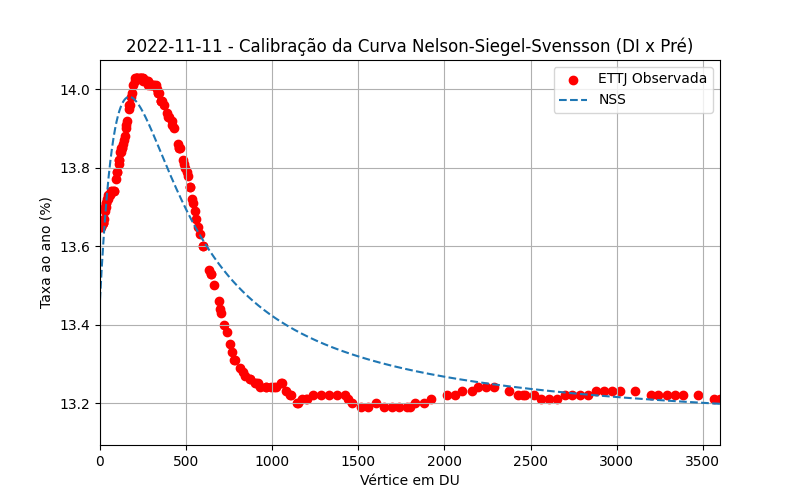 2022-11-11 - Calibração da Curva Nelson-Siegel-Svensson (DI x Pré)
ETTJ Observada
NSS
Taxa ao ano (%)
14.0
13.8
13.6
13.4
13.2
0
500
1000
1500
2000
2500
3000
3500
Vértice em DU